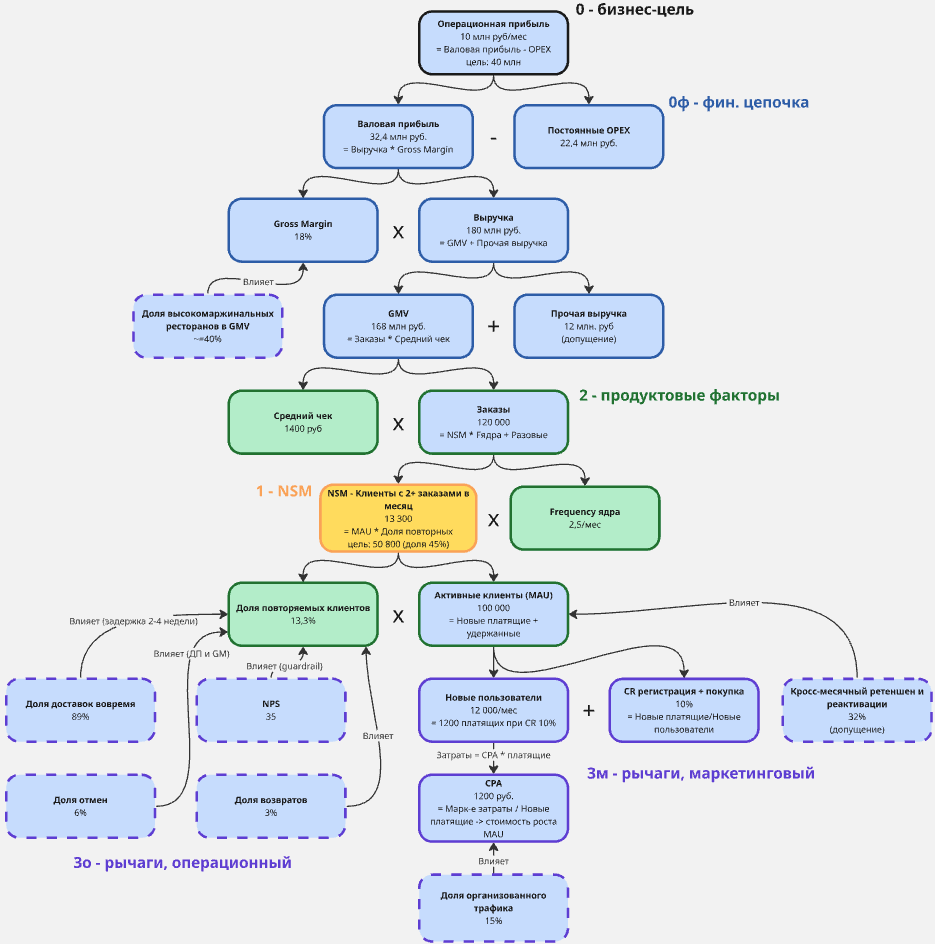 0 - бизнес-цель
Операционная прибыль
10 млн руб/мес
= Валовая прибыль - OPEX
цель: 40 млн
0ф - фин. цепочка
Валовая прибыль
32,4 млн руб.
= Выручка * Gross Margin
-
Постоянные OPEX
22,4 млн руб.
Gross Margin
18%
X
Выручка
180 млн руб.
= GMV + Прочая выручка
Влияет
Доля высокомаржинальных
ресторанов в GMV
~=40%
GMV
168 млн руб.
= Заказы * Средний чек
+
Прочая выручка
12 млн. руб
(допущение)
2 - продуктовые факторы
Средний чек
1400 руб
X
Заказы
120 000
= NSM * Fядра + Разовые
1 - NSM
NSM - Клиенты с 2+ заказами в
месяц
13 300
= MAU * Доля повторных
цель: 50 800 (доля 45%)
X
Frequency ядра
2,5/мес
Доля повторяемых клиентов
13,3%
X
Активные клиенты (MAU)
100 000
= Новые платящие +
удержанные
Влияет
Влияет (задержка 2-4 недели)
Влияет (ДП и GM)
Влияет (guardrail)
Доля доставок вовремя
89%
NPS
35
Новые пользователи
12 000/мес
= 1200 платящих при CR 10%
+
CR регистрация + покупка
10%
= Новые платящие/Новые
пользователи
Кросс-месячный ретеншен и
реактивации
32%
(допущение)
Влияет
Затраты = CPA * платящие
3м - рычаги, маркетинговый
Доля отмен
6%
Доля возвратов
3%
CPA
1200 руб.
= Марк-е затраты / Новые
платящие -> стоимость роста
MAU
3о - рычаги, операционный
Влияет
Доля организованного
трафика
15%